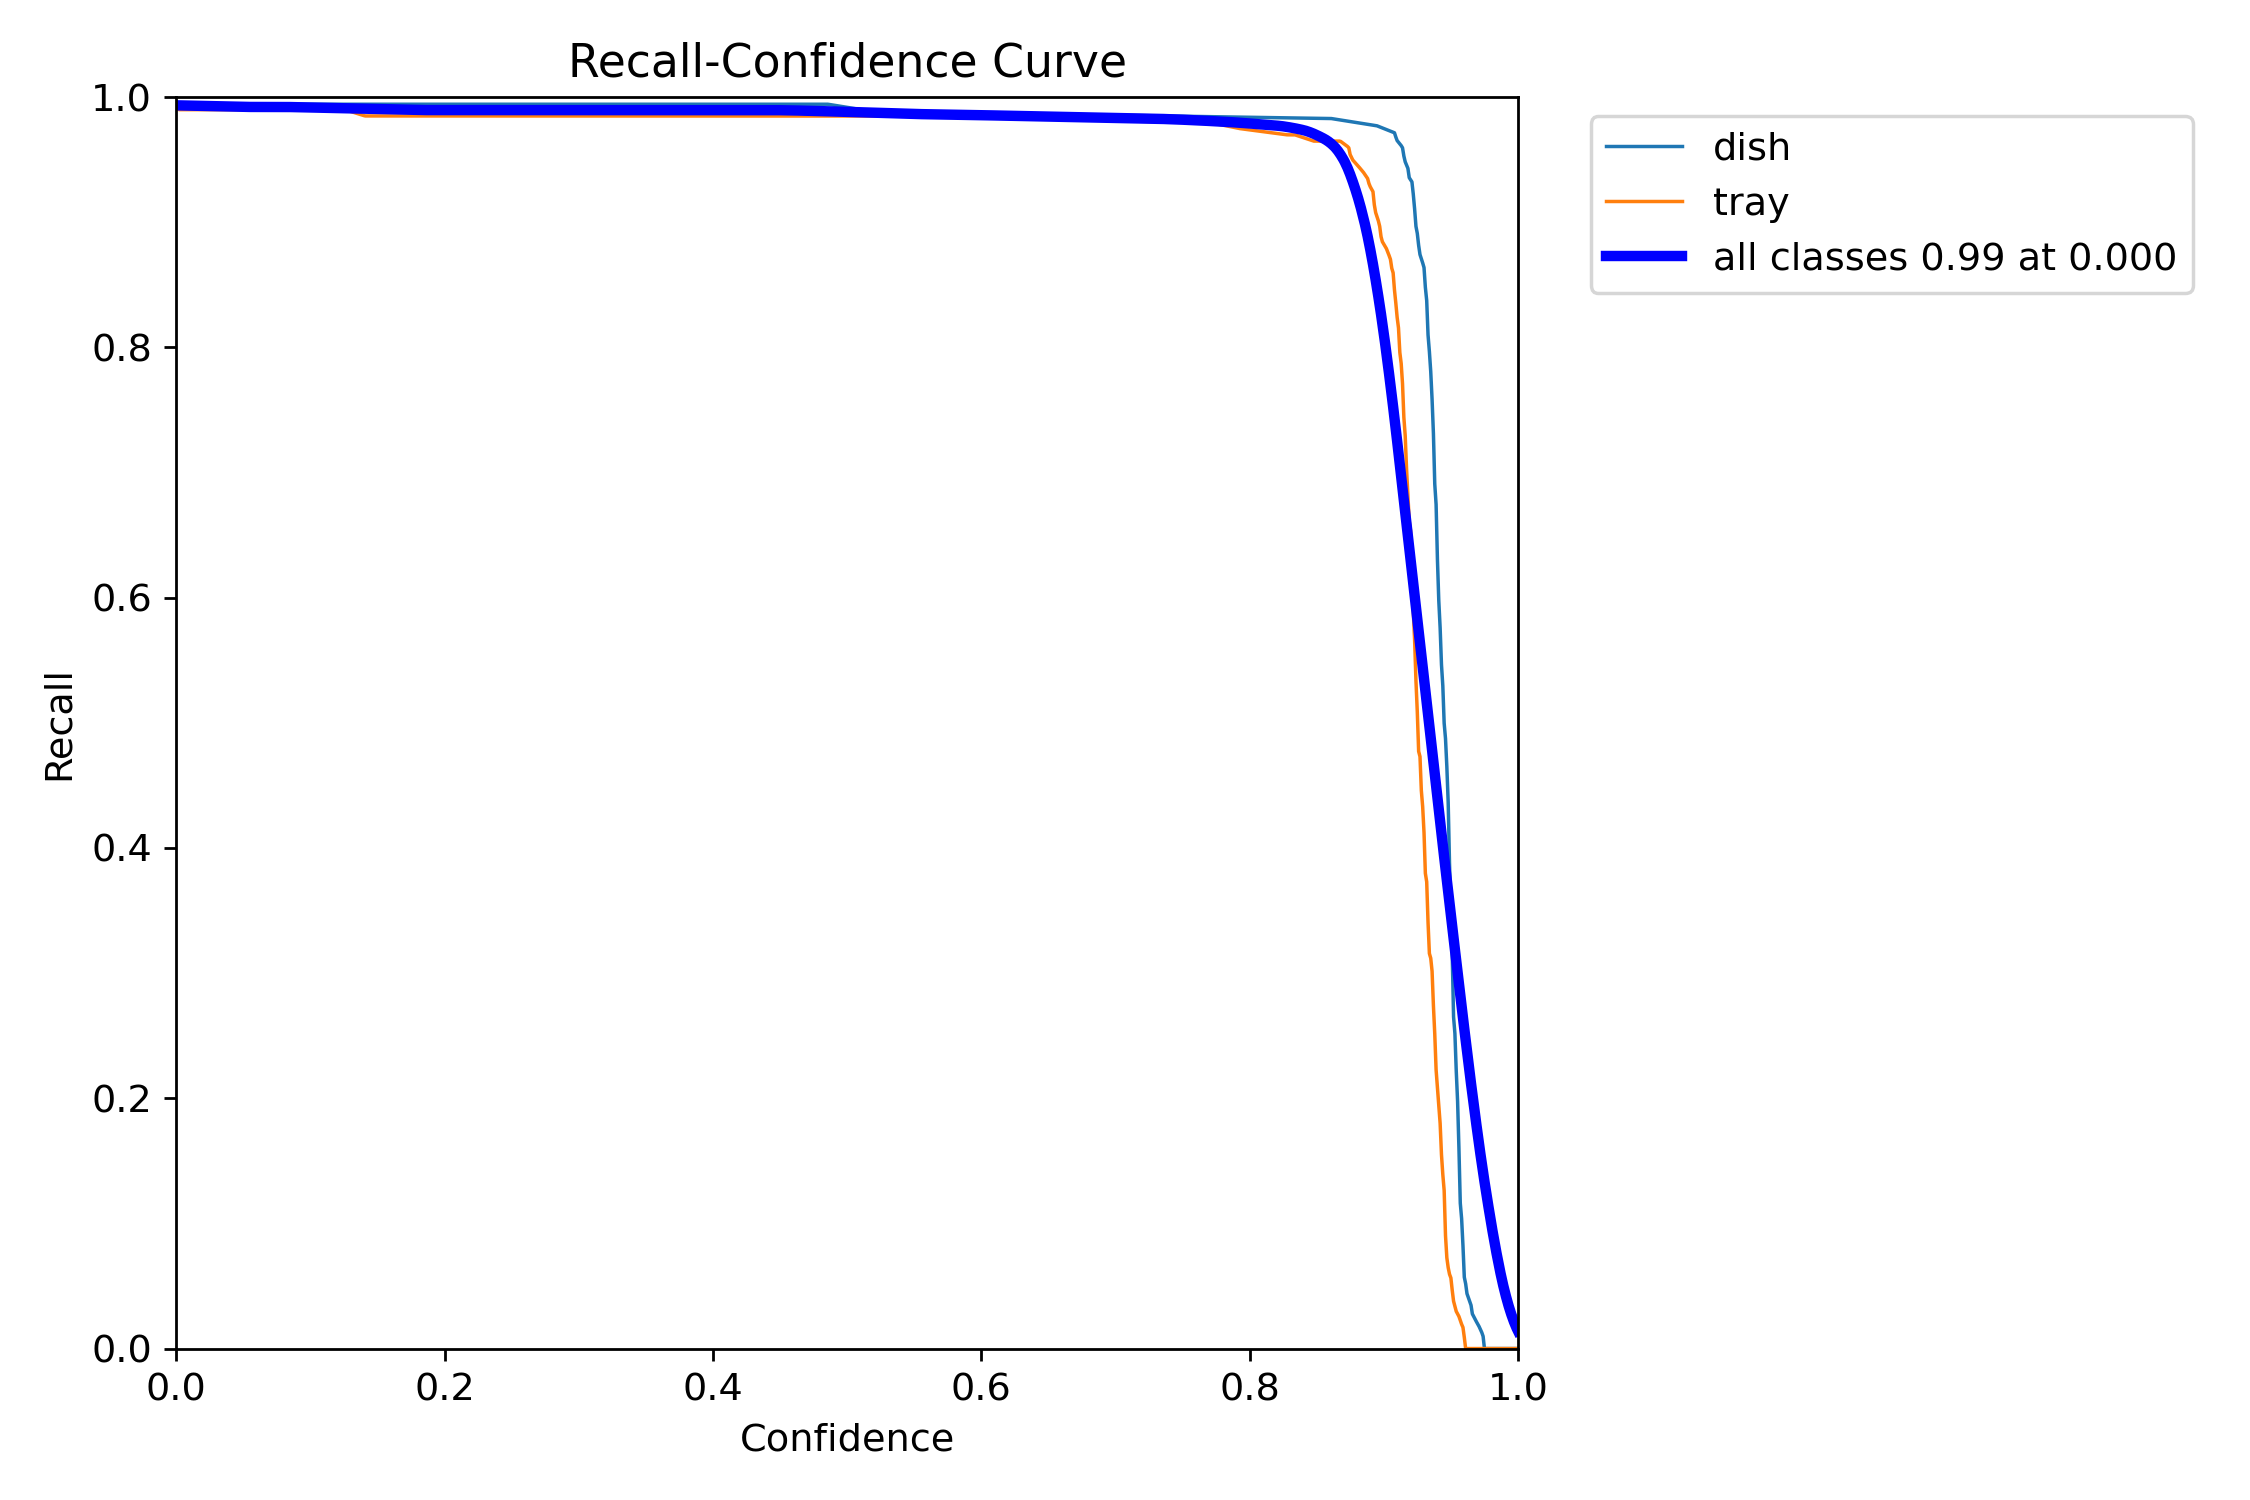 Recall-Confidence Curve
1.0
0.8
0.6
0.4
0.2
0.0
Recall
0.0 0.2 0.4 0.6 0.8 1.0
Confidence
dish
tray
all classes 0.99 at 0.000